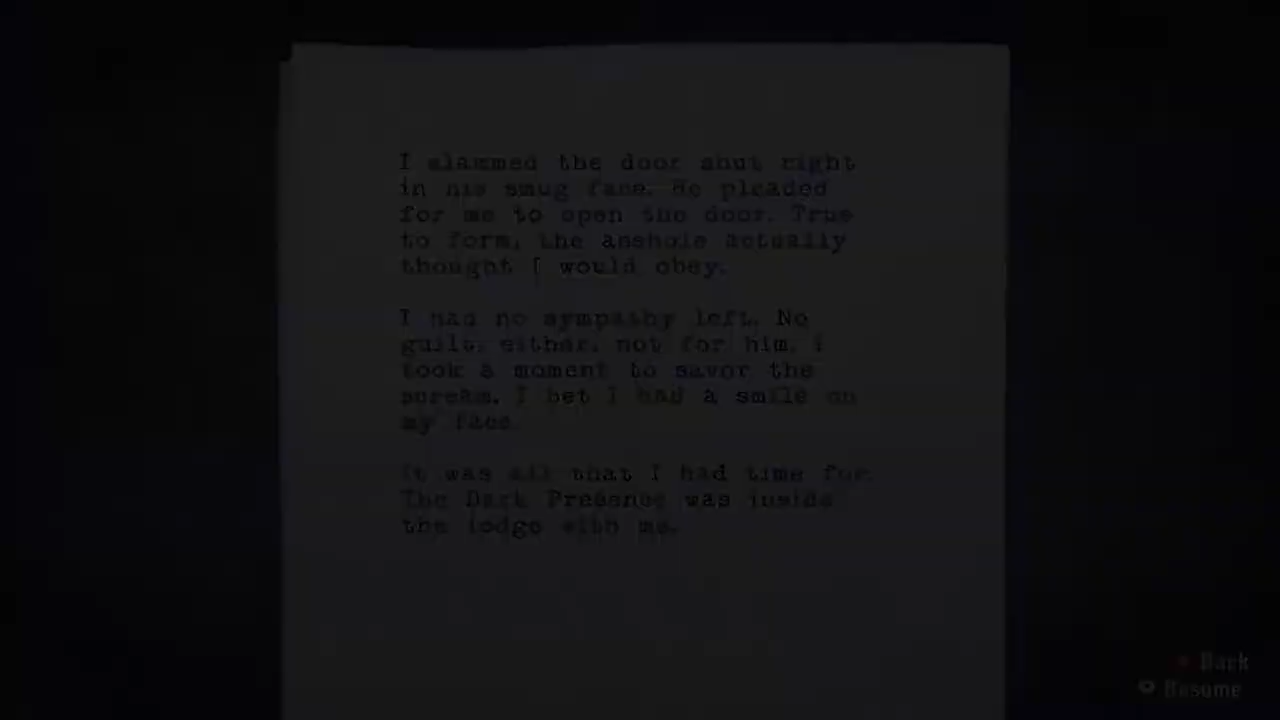 I slammed the door shut right
in his smug face. He pleaded
for me to open the door. True
to form, the asshole actually
thought I would obey.
I had no sympathy left. No
guilt, either, not for him. I
took a moment to savor the
scream. I bet I had a smile on
my face.
It was all that I had time for.
The Dark Presence was inside
the lodge with me.
Back
Resume